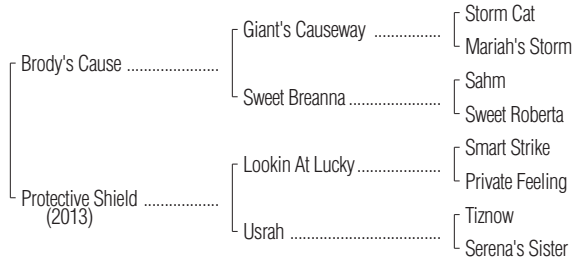 Storm Cat
Giant's Causeway ..................
Mariah's Storm
Brody's Cause .....................
Sahm
Sweet Breanna .....................
Sweet Roberta
Smart Strike
Lookin At Lucky ...................
Private Feeling
Protective Shield .................
(2013)
Tiznow
Usrah ..................................
Serena's Sister